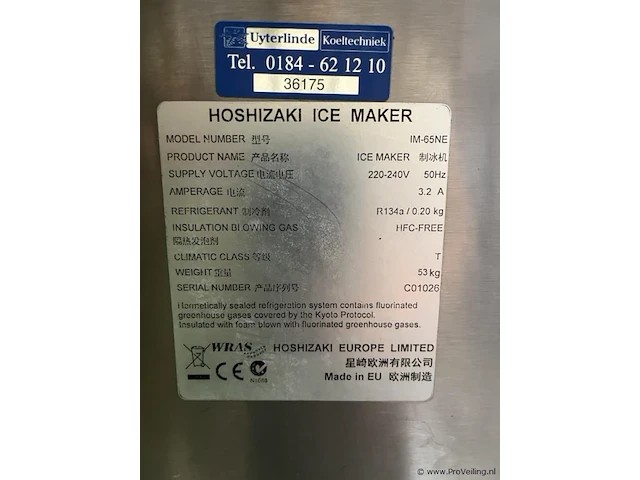 Uyterlinde Koeltechniek
Tel. 0184 - 62 12 10
36175
HOSHIZAKI ICE MAKER
MODEL NUMBER 型号 IM-65NE
PRODUCT NAME 产品名称 ICE MAKER 制冰机
SUPPLY VOLTAGE 电流电压 220-240V 50Hz
AMPERAGE 电流 3.2 A
REFRIGERANT 制冷剂 R134a / 0.20 kg
INSULATION BLOWING GAS HFC-FREE
隔热发泡剂
CLIMATIC CLASS 等级 T
WEIGHT 重量 53 kg
SERIAL NUMBER 产品序列号 C01026
Hermetically sealed refrigeration system contains fluorinated
greenhouse gases covered by the Kyoto Protocol.
Insulated with foam blown with fluorinated greenhouse gases.
WRAS HOSHIZAKI EUROPE LIMITED
星崎欧洲有限公司
CE Made in EU 欧洲制造
© www.ProVeiling.nl